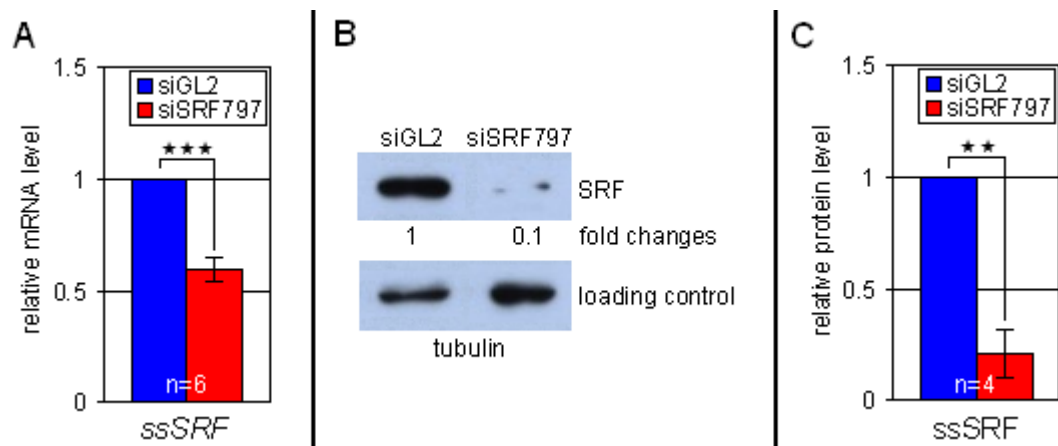 A
1.5
siGL2
siSRF797
★★★
1
relative mRNA level
0.5
n=6
0
ssSRF
B
siGL2 siSRF797
SRF
1 0.1 fold changes
loading control
tubulin
C
1.5
siGL2
siSRF797
★★
1
relative protein level
0.5
n=4
0
ssSRF